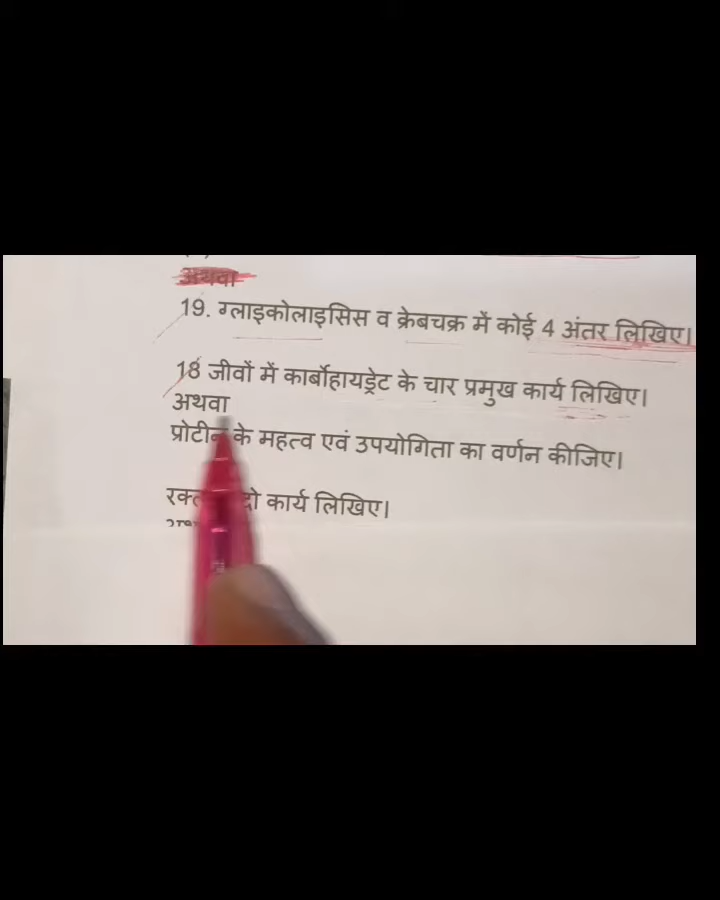 अथवा
19. ग्लाइकोलाइसिस व क्रेबचक्र में कोई 4 अंतर लिखिए।
18 जीवों में कार्बोहायड्रेट के चार प्रमुख कार्य लिखिए।
अथवा
प्रोटीन के महत्व एवं उपयोगिता का वर्णन कीजिए।
दो कार्य लिखिए।